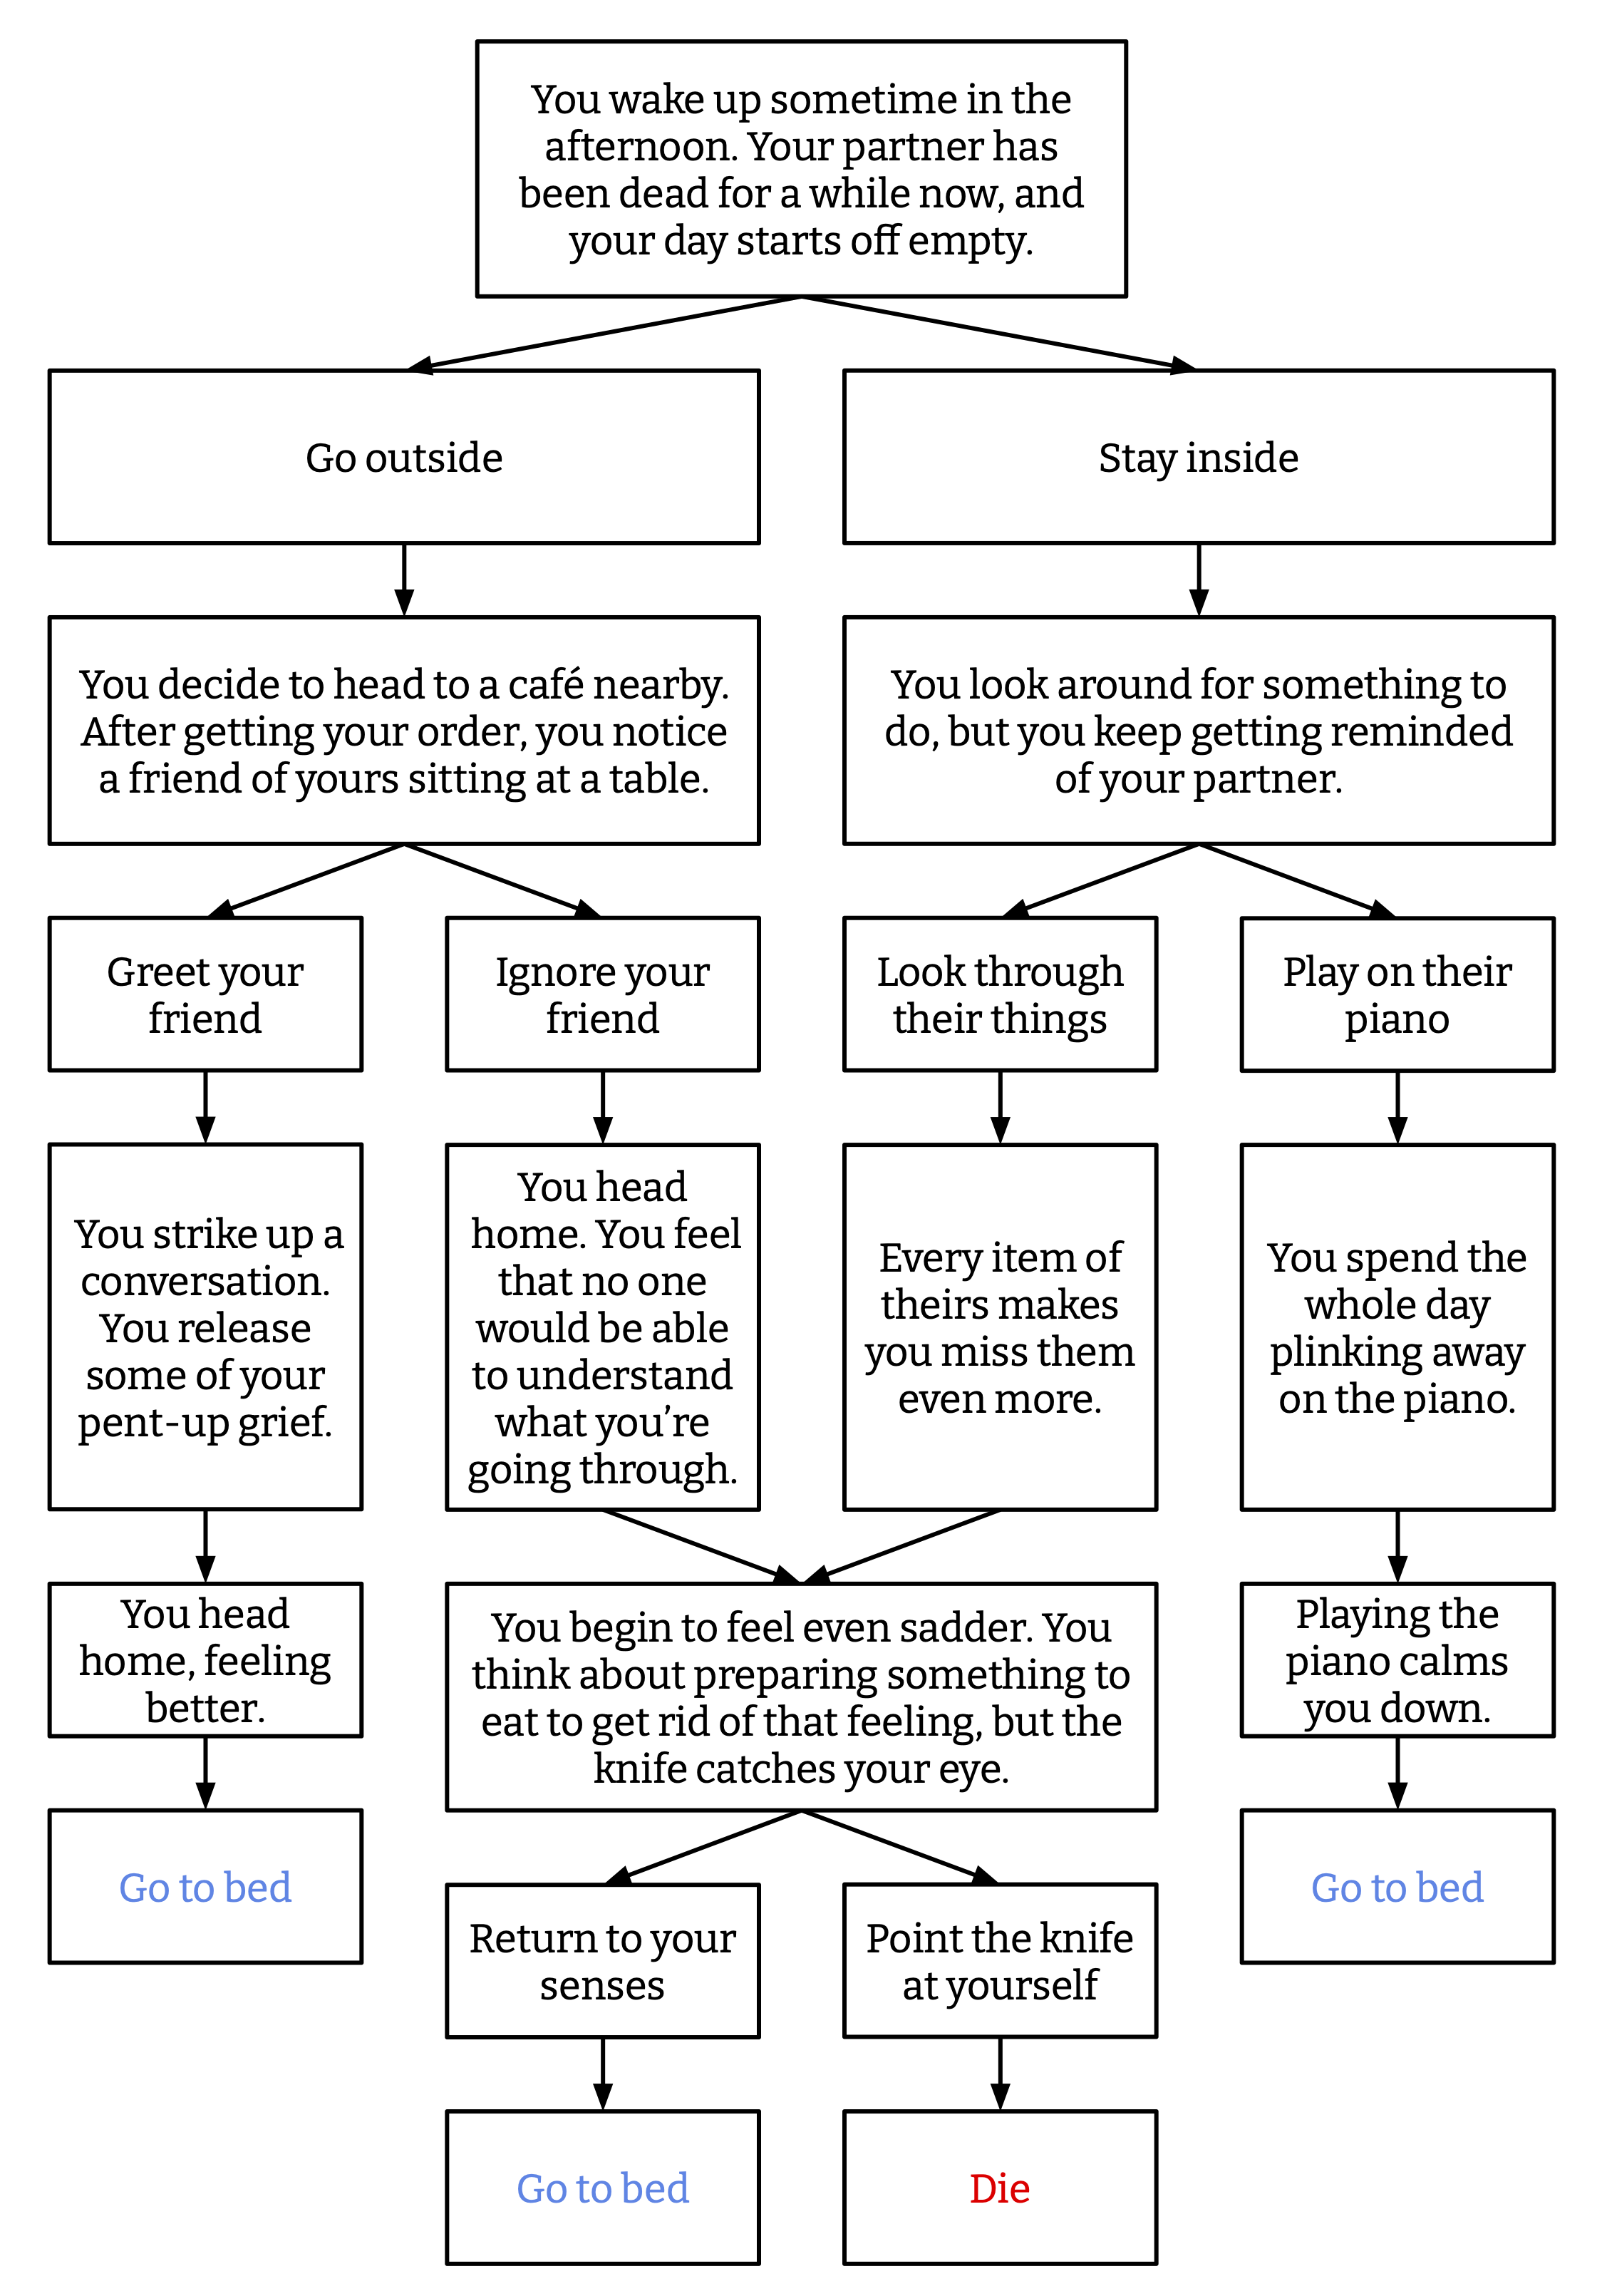 You wake up sometime in the
afternoon. Your partner has
been dead for a while now, and
your day starts off empty.
Go outside
Stay inside
You decide to head to a café nearby.
After getting your order, you notice
a friend of yours sitting at a table.
You look around for something to
do, but you keep getting reminded
of your partner.
Greet your
friend
Ignore your
friend
Look through
their things
Play on their
piano
You strike up a
conversation.
You release
some of your
pent-up grief.
You head
home. You feel
that no one
would be able
to understand
what you’re
going through.
Every item of
theirs makes
you miss them
even more.
You spend the
whole day
plinking away
on the piano.
You head
home, feeling
better.
You begin to feel even sadder. You
think about preparing something to
eat to get rid of that feeling, but the
knife catches your eye.
Playing the
piano calms
you down.
Go to bed
Return to your
senses
Point the knife
at yourself
Go to bed
Go to bed
Die